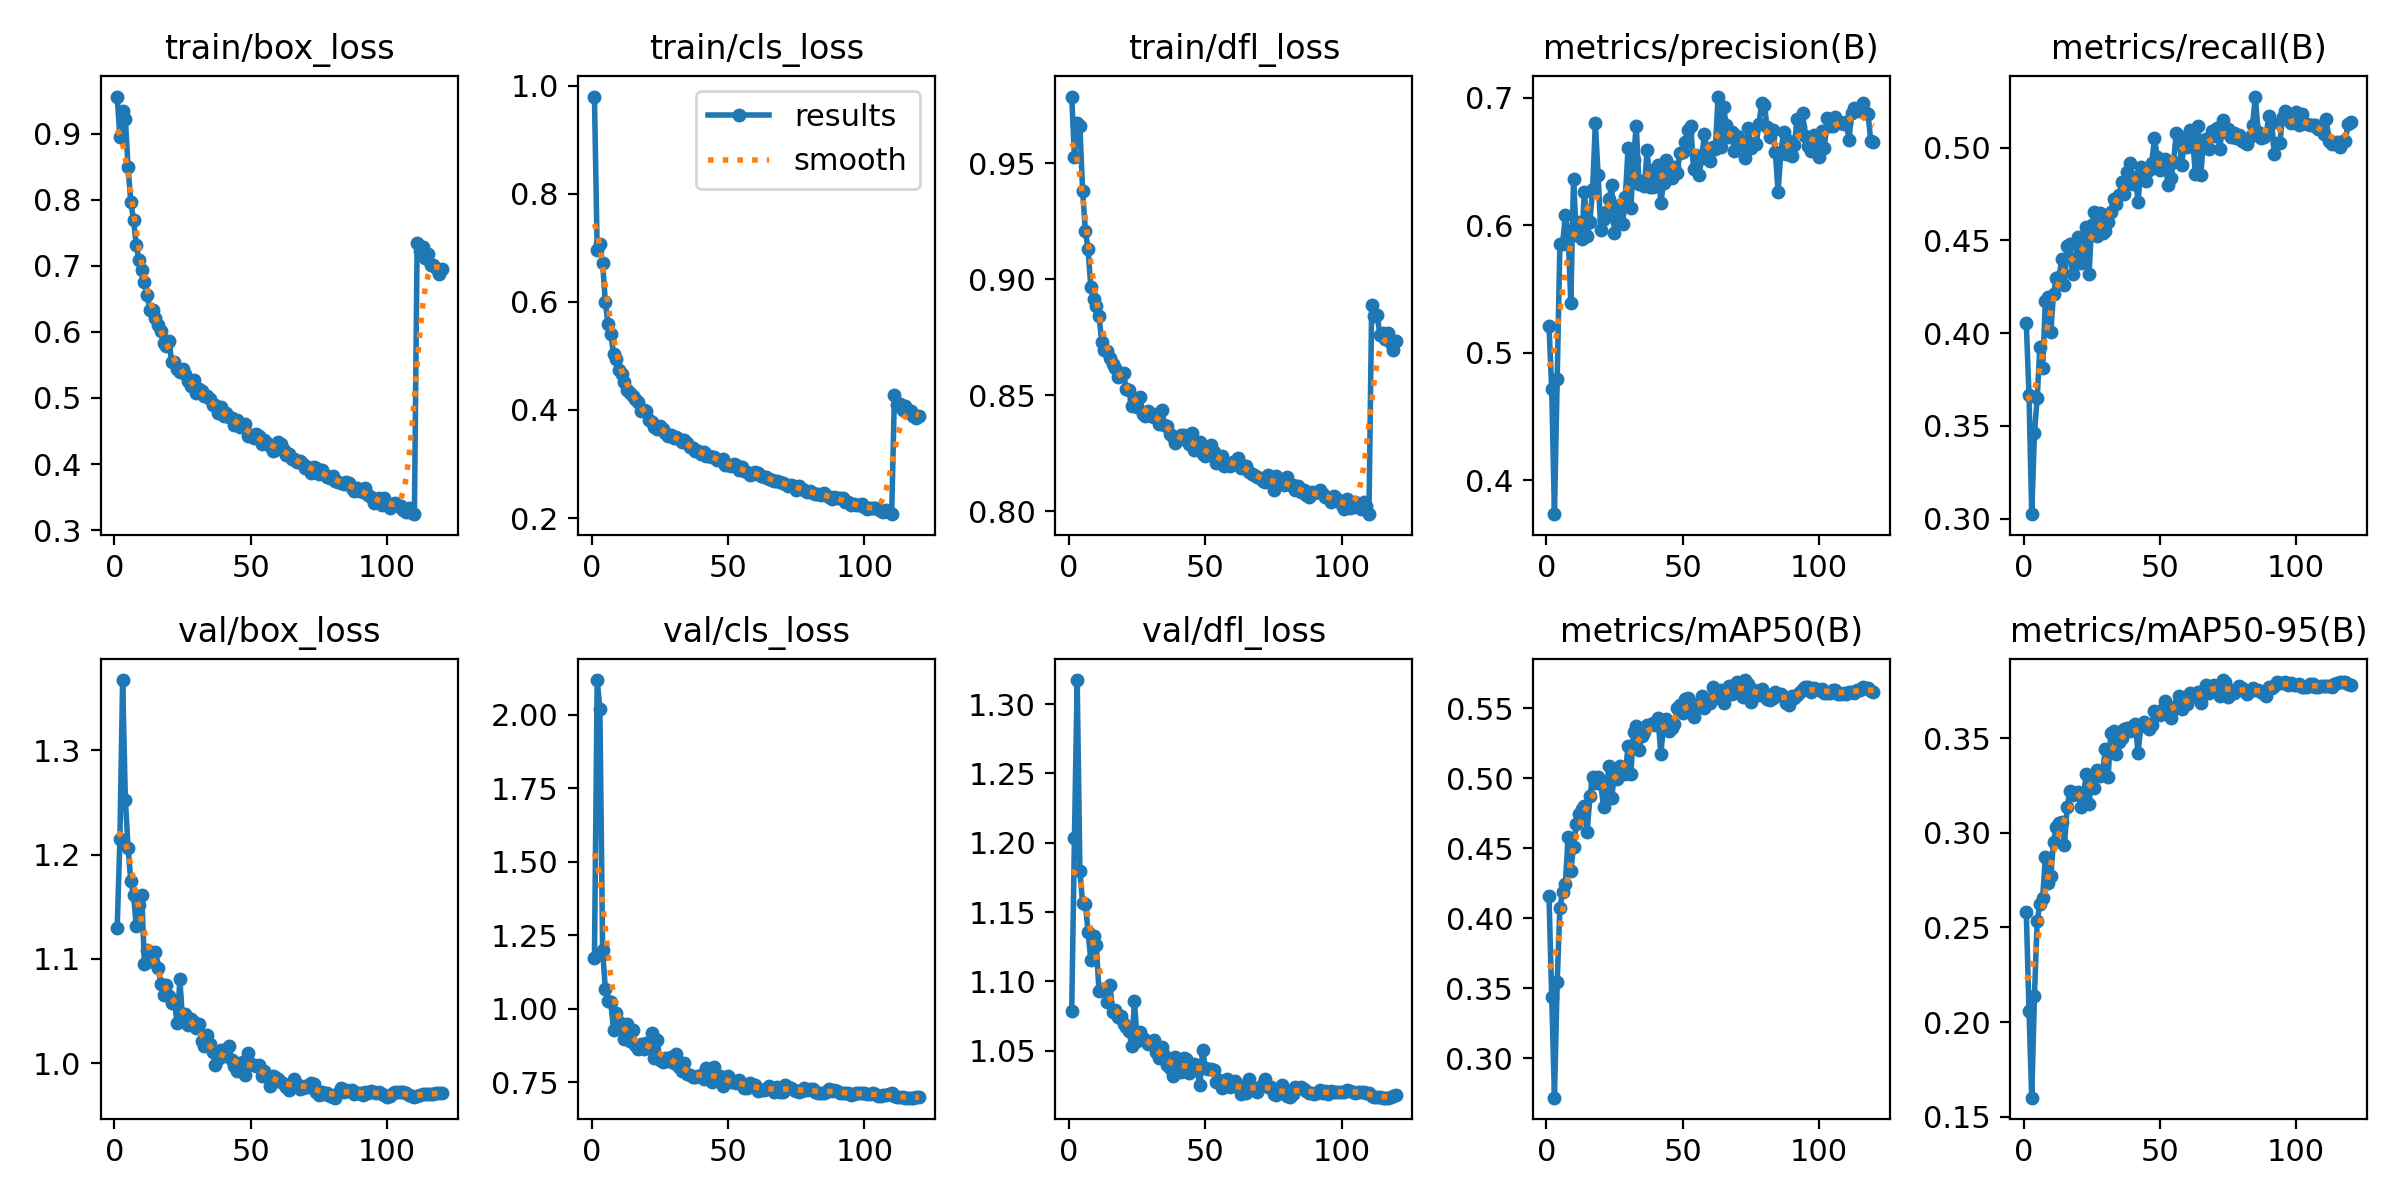 train/box_loss
train/cls_loss
train/dfl_loss
metrics/precision(B)
metrics/recall(B)
results
smooth
0.9
0.8
0.7
0.6
0.5
0.4
0.3
0 50 100
1.0
0.8
0.6
0.4
0.2
0 50 100
0.95
0.90
0.85
0.80
0 50 100
0.7
0.6
0.5
0.4
0 50 100
0.50
0.45
0.40
0.35
0.30
0 50 100
val/box_loss
val/cls_loss
val/dfl_loss
metrics/mAP50(B)
metrics/mAP50-95(B)
1.3
1.2
1.1
1.0
0 50 100
2.00
1.75
1.50
1.25
1.00
0.75
0 50 100
1.30
1.25
1.20
1.15
1.10
1.05
0 50 100
0.55
0.50
0.45
0.40
0.35
0.30
0 50 100
0.35
0.30
0.25
0.20
0.15
0 50 100